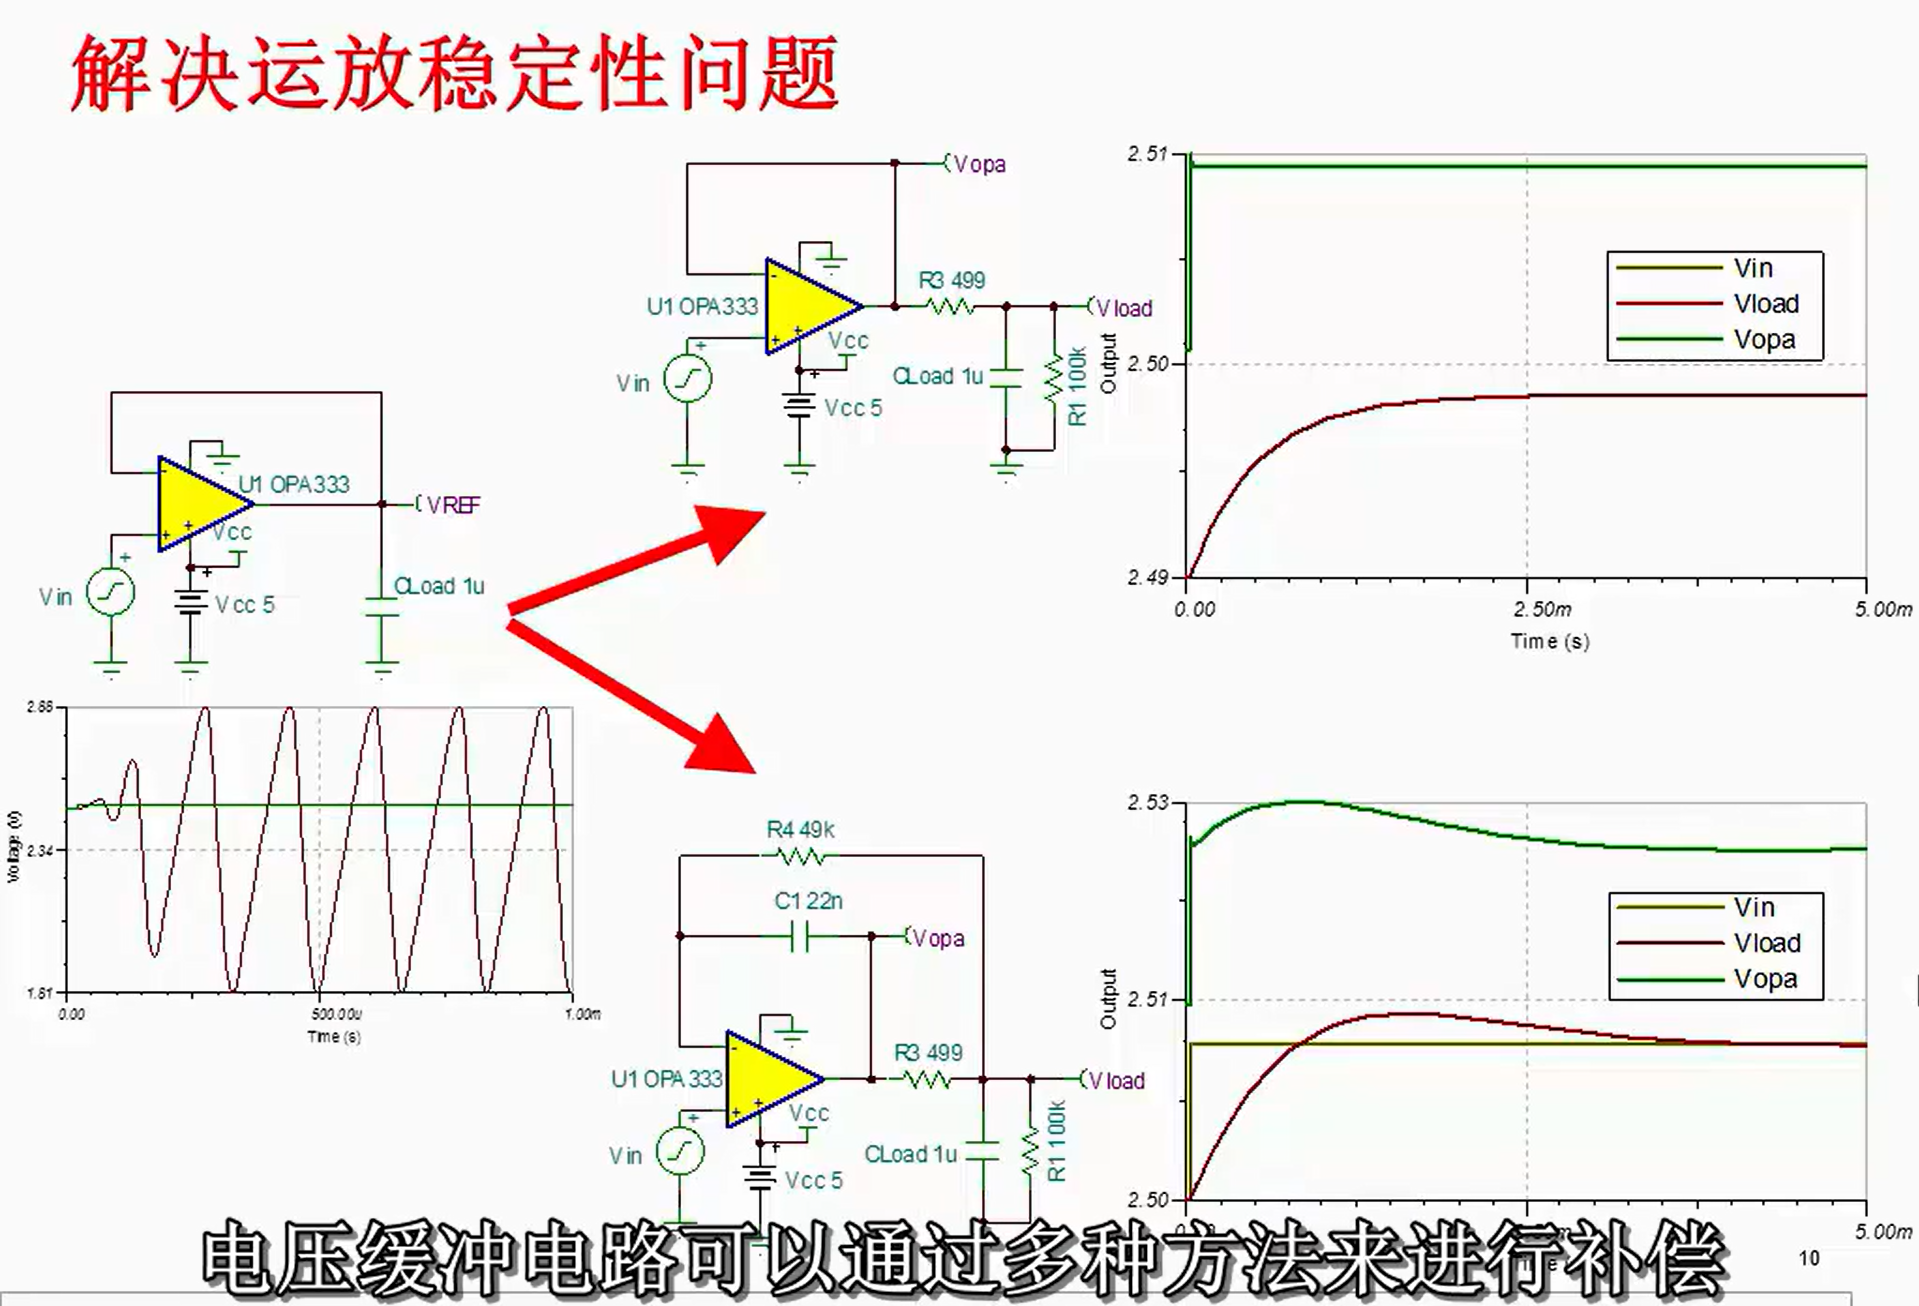 解决运放稳定性问题
Vopa
U1 OPA333
R3 499
Vload
Vcc
Vin
Vcc 5
CLoad 1u
R1 100k
Output
2.51
2.50
2.49
0.00
2.50m
5.00m
Time (s)
Vin
Vload
Vopa
U1 OPA333
VREF
Vcc
Vin
Vcc 5
CLoad 1u
Voltage (V)
2.34
1.81
0.00
500.00u
1.00m
Time (s)
R4 49k
C1 22n
Vopa
U1 OPA333
R3 499
Vload
Vcc
Vin
Vcc 5
CLoad 1u
R1 100k
Output
2.53
2.51
2.50
5.00m
Vin
Vload
Vopa
电压缓冲电路可以通过多种方法来进行补偿
10